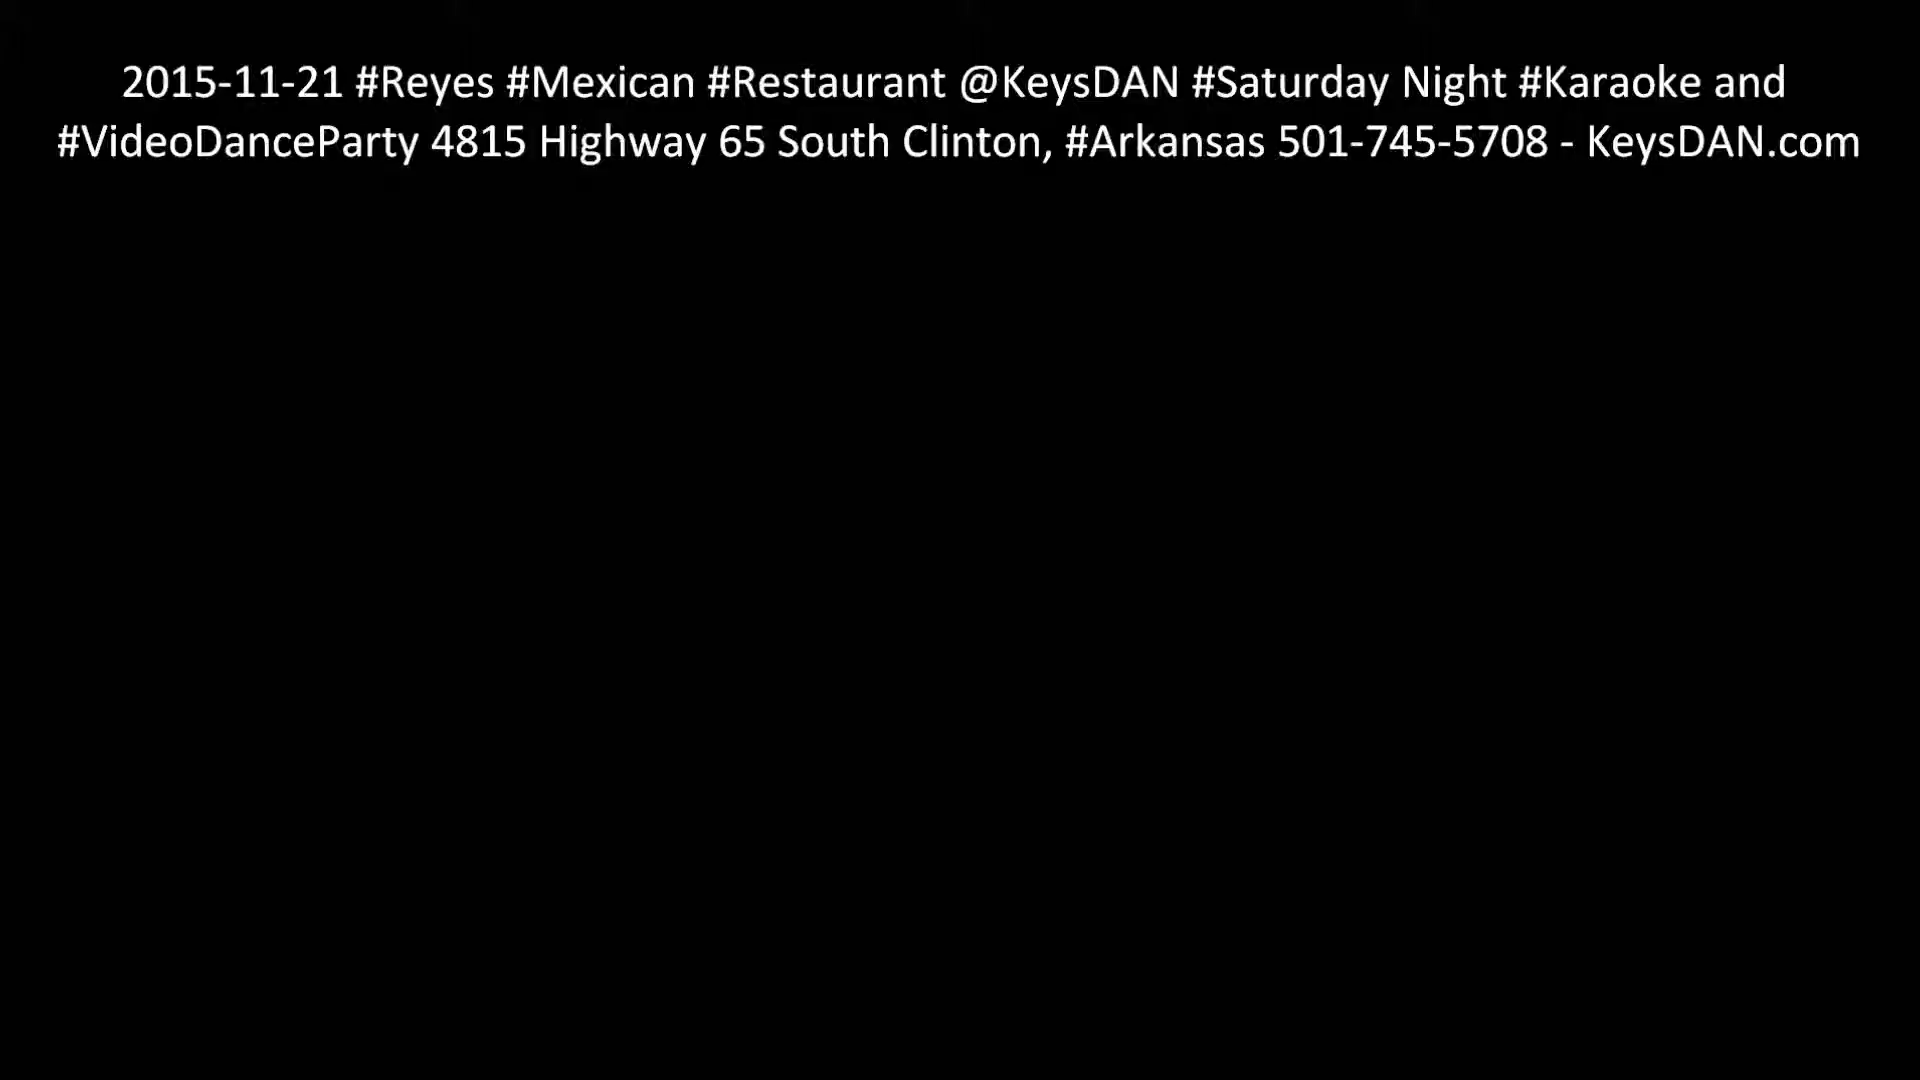 2015-11-21 #Reyes #Mexican #Restaurant @KeysDAN #Saturday Night #Karaoke and
#VideoDanceParty 4815 Highway 65 South Clinton, #Arkansas 501-745-5708 - KeysDAN.com